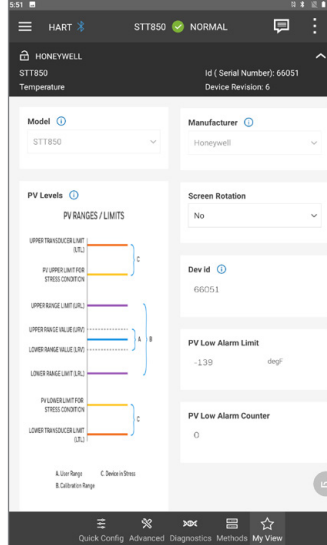 5:51
HART
STT850
NORMAL
HONEYWELL
STT850
Id ( Serial Number): 66051
Temperature
Device Revision: 6
Model
STT850
Manufacturer
Honeywell
PV Levels
PV RANGES / LIMITS
UPPER TRANSDUCER LIMIT
(UTL)
C
PV UPPER LIMIT FOR
STRESS CONDITION
UPPER RANGE LIMIT (URL)
UPPER RANGE VALUE (URV)
A
B
LOWER RANGE VALUE (LRV)
LOWER RANGE LIMIT (LRL)
PV LOWER LIMIT FOR
STRESS CONDITION
C
LOWER TRANSDUCER LIMIT
(LTL)
A. User Range
C. Device in Stress
B. Calibration Range
Screen Rotation
No
Dev id
66051
PV Low Alarm Limit
-139
degF
PV Low Alarm Counter
0
Quick Config
Advanced
Diagnostics
Methods
My View